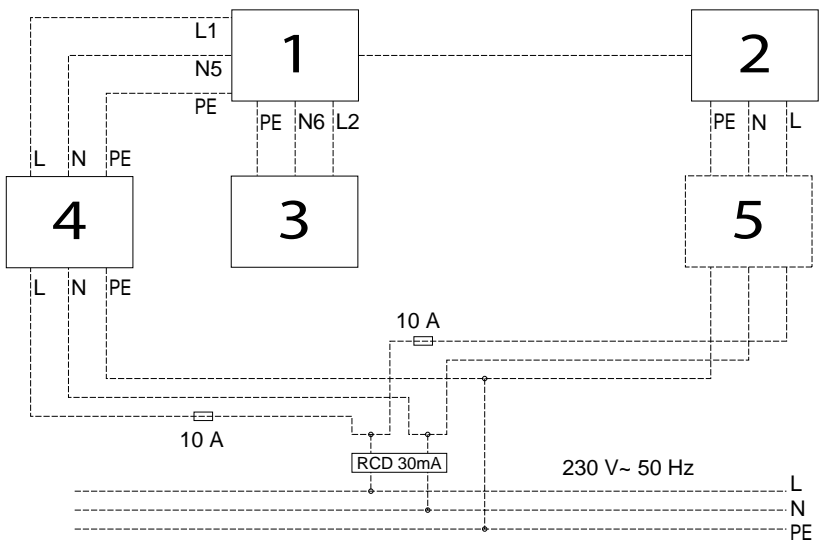 L1
1
2
N5
PE
PE N6 L2
PE N L
L N PE
4
3
5
L N PE
10 A
10 A
RCD 30mA
230 V~ 50 Hz
L
N
PE